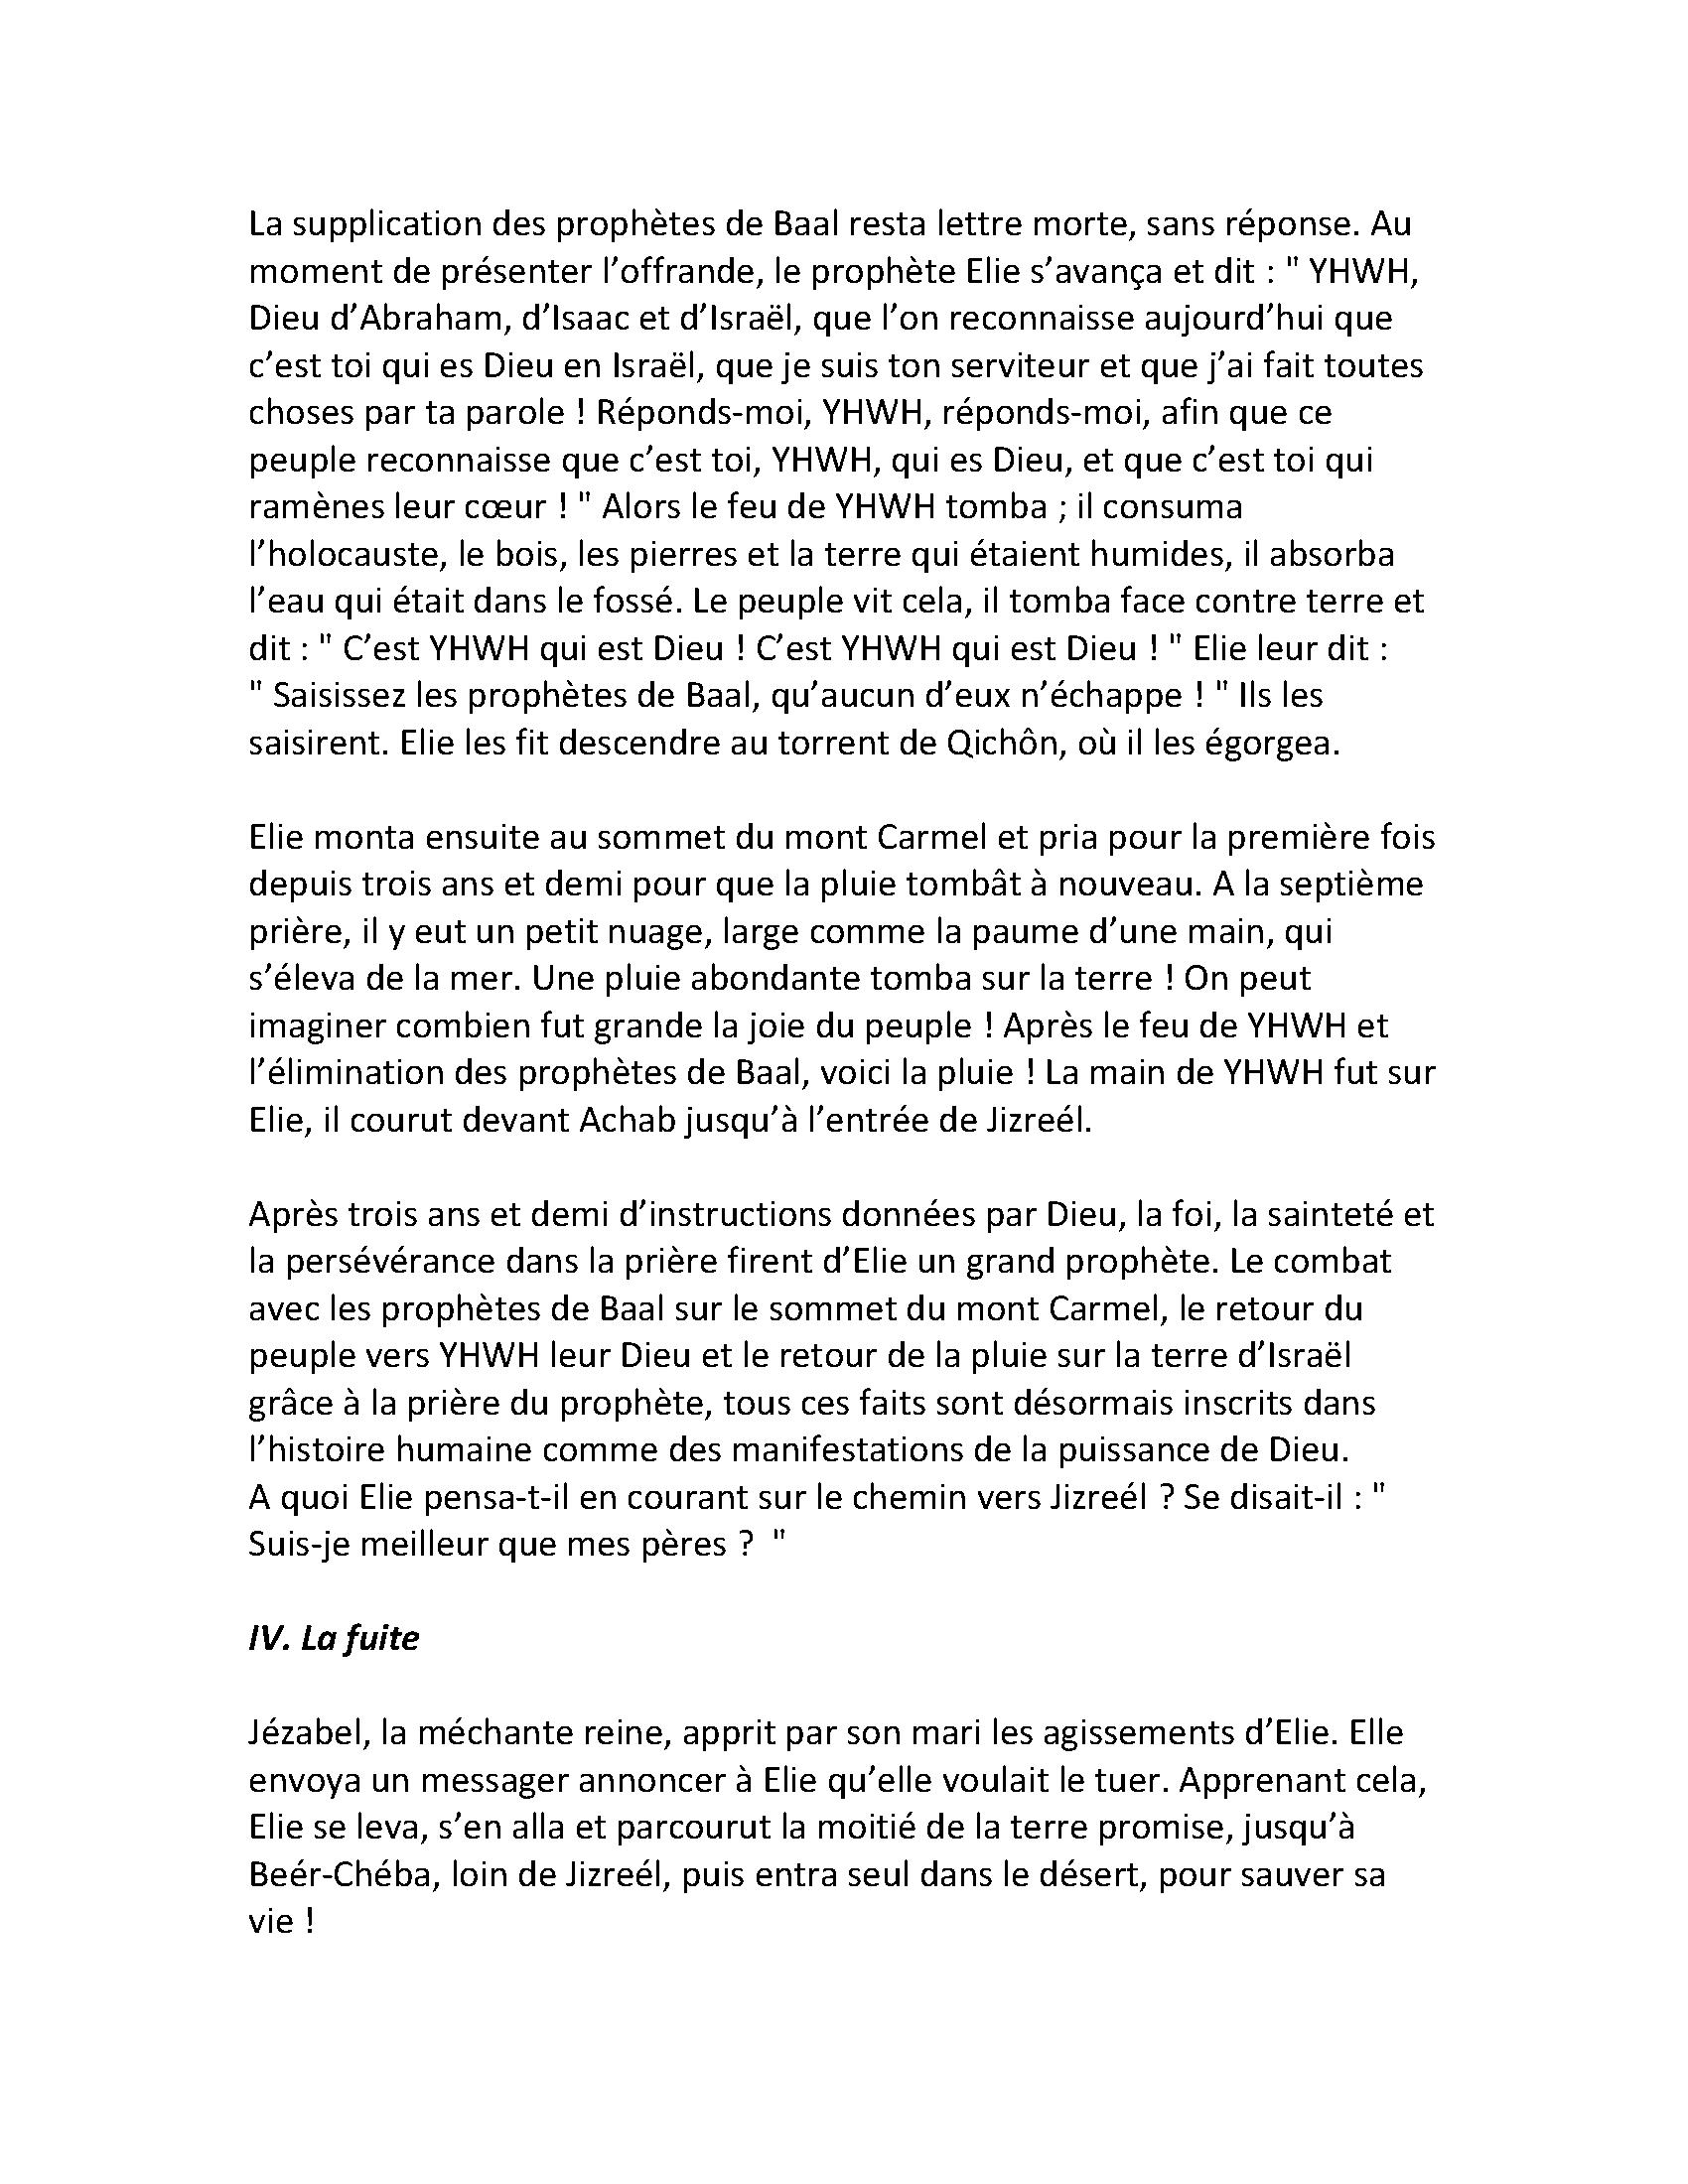 La supplication des prophètes de Baal resta lettre morte, sans réponse. Au
moment de présenter l’offrande, le prophète Elie s’avança et dit : " YHWH,
Dieu d’Abraham, d’Isaac et d’Israël, que l’on reconnaisse aujourd’hui que
c’est toi qui es Dieu en Israël, que je suis ton serviteur et que j’ai fait toutes
choses par ta parole ! Réponds-moi, YHWH, réponds-moi, afin que ce
peuple reconnaisse que c’est toi, YHWH, qui es Dieu, et que c’est toi qui
ramènes leur cœur ! " Alors le feu de YHWH tomba ; il consuma
l’holocauste, le bois, les pierres et la terre qui étaient humides, il absorba
l’eau qui était dans le fossé. Le peuple vit cela, il tomba face contre terre et
dit : " C’est YHWH qui est Dieu ! C’est YHWH qui est Dieu ! " Elie leur dit :
" Saisissez les prophètes de Baal, qu’aucun d’eux n’échappe ! " Ils les
saisirent. Elie les fit descendre au torrent de Qichôn, où il les égorgea.
Elie monta ensuite au sommet du mont Carmel et pria pour la première fois
depuis trois ans et demi pour que la pluie tombât à nouveau. A la septième
prière, il y eut un petit nuage, large comme la paume d’une main, qui
s’éleva de la mer. Une pluie abondante tomba sur la terre ! On peut
imaginer combien fut grande la joie du peuple ! Après le feu de YHWH et
l’élimination des prophètes de Baal, voici la pluie ! La main de YHWH fut sur
Elie, il courut devant Achab jusqu’à l’entrée de Jizreél.
Après trois ans et demi d’instructions données par Dieu, la foi, la sainteté et
la persévérance dans la prière firent d’Elie un grand prophète. Le combat
avec les prophètes de Baal sur le sommet du mont Carmel, le retour du
peuple vers YHWH leur Dieu et le retour de la pluie sur la terre d’Israël
grâce à la prière du prophète, tous ces faits sont désormais inscrits dans
l’histoire humaine comme des manifestations de la puissance de Dieu.
A quoi Elie pensa-t-il en courant sur le chemin vers Jizreél ? Se disait-il : "
Suis-je meilleur que mes pères ?  "
IV. La fuite
Jézabel, la méchante reine, apprit par son mari les agissements d’Elie. Elle
envoya un messager annoncer à Elie qu’elle voulait le tuer. Apprenant cela,
Elie se leva, s’en alla et parcourut la moitié de la terre promise, jusqu’à
Beér-Chéba, loin de Jizreél, puis entra seul dans le désert, pour sauver sa
vie !